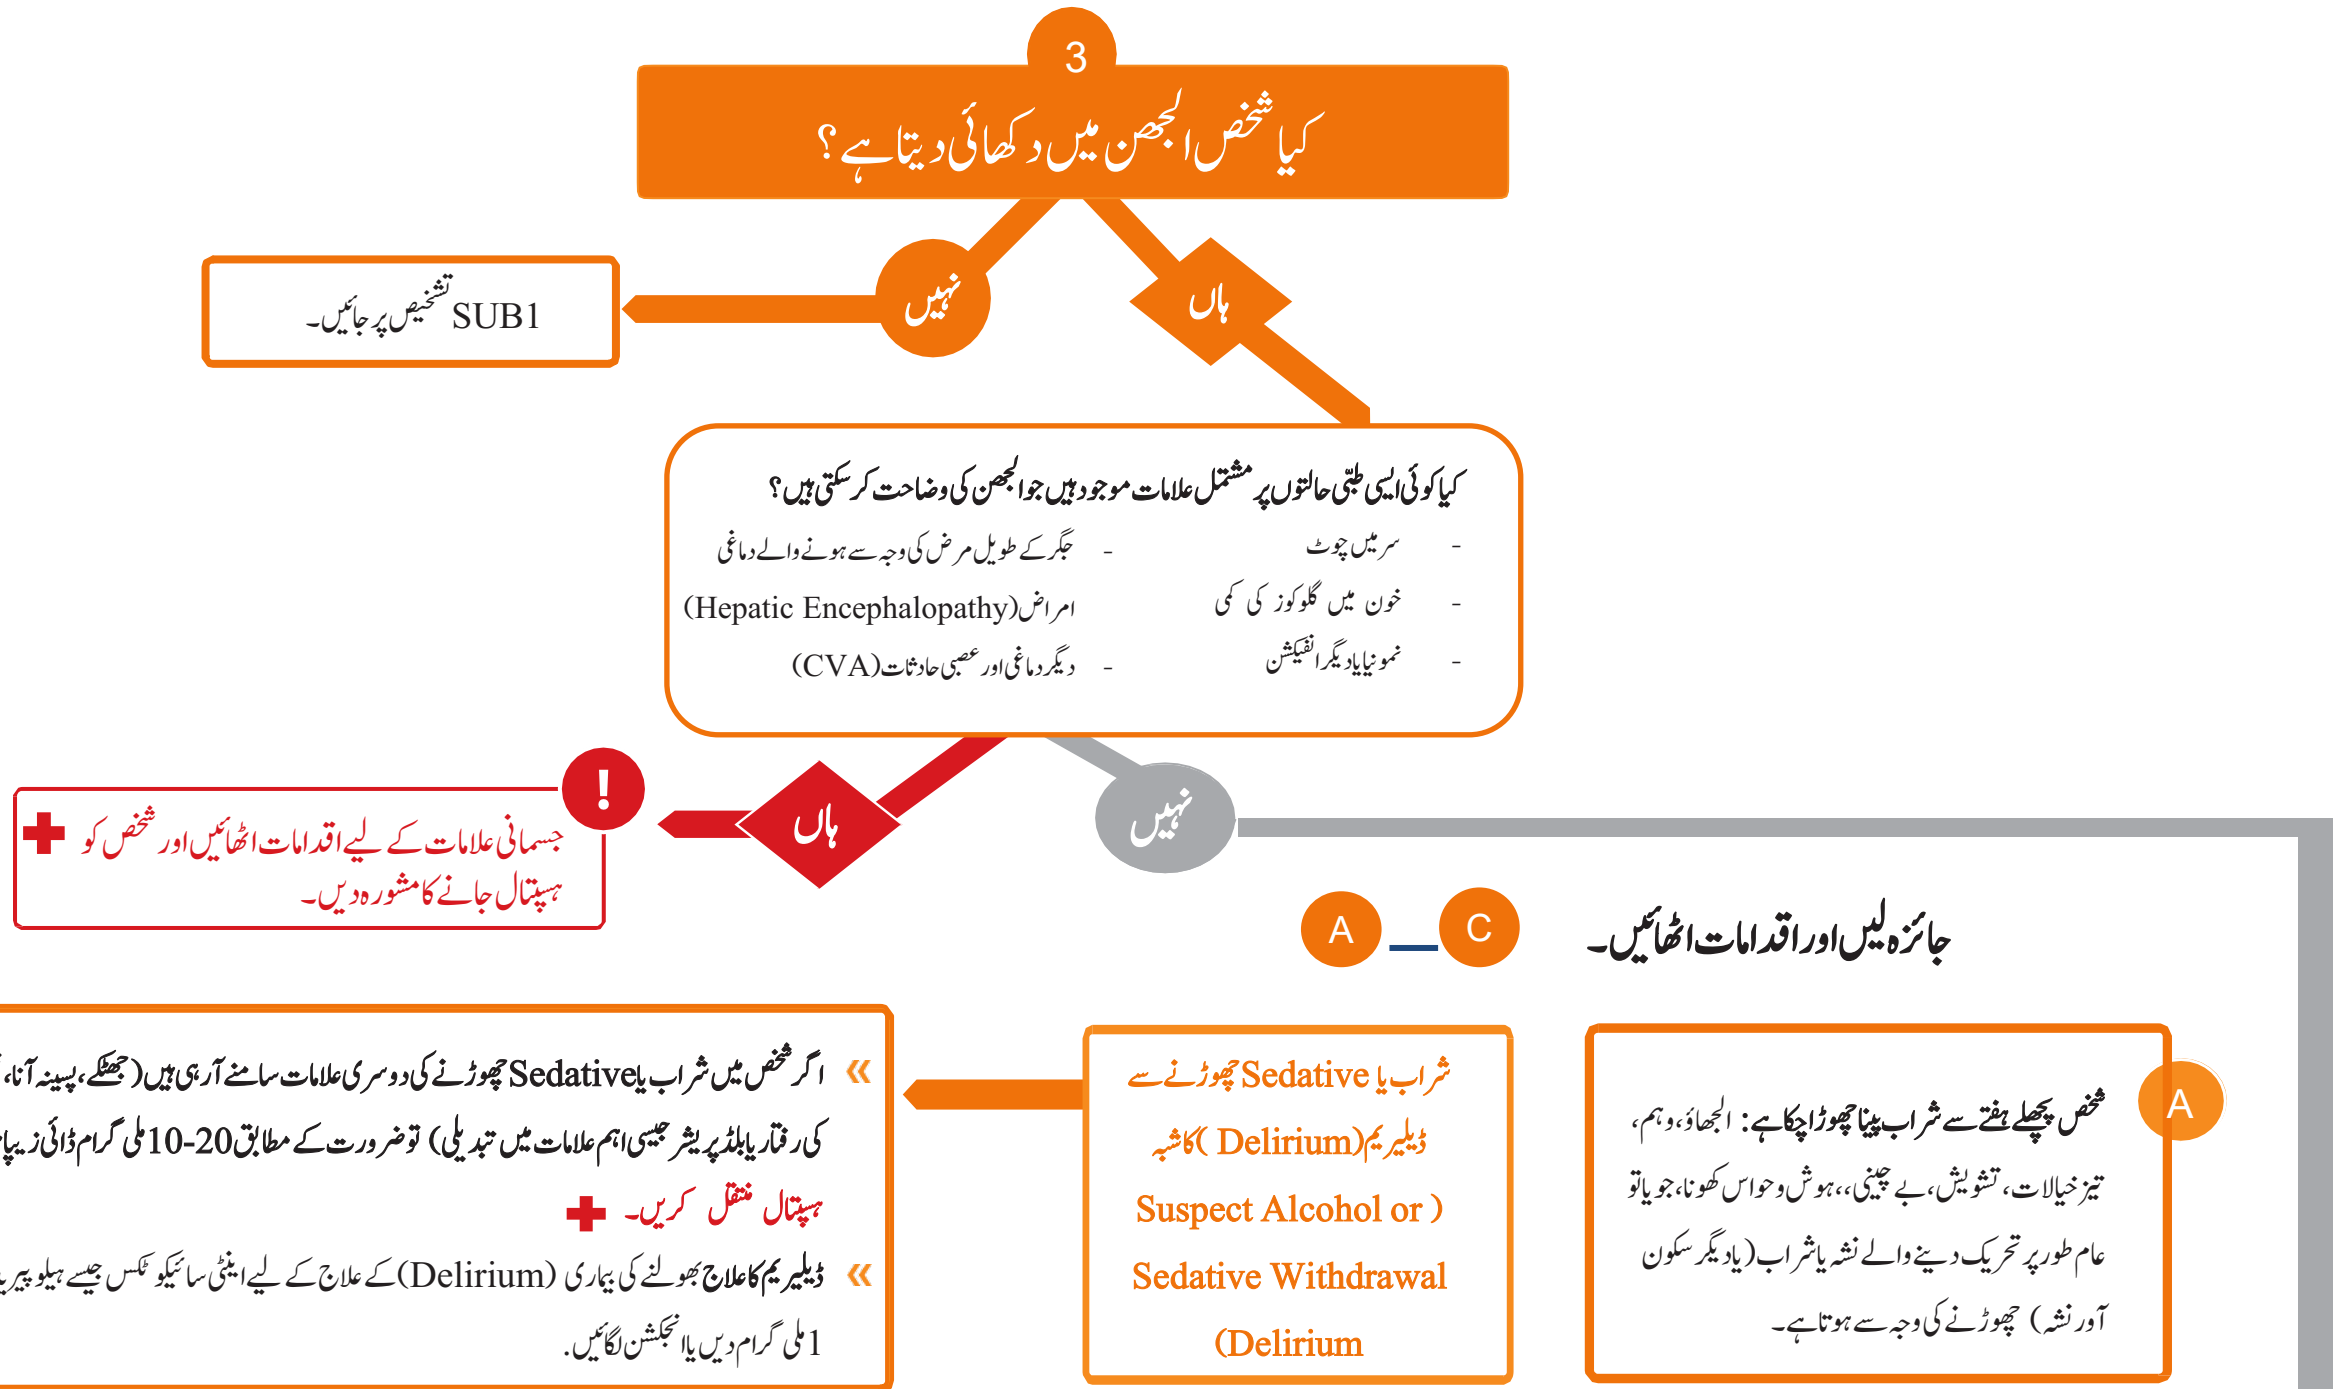 3
کیا شخص الجھن میں دکھائی دیتا ہے؟
ہاں
نہیں
SUB1 تشخیص پر جائیں۔
کیا کوئی ایسی طبّی حالتوں پر مشتمل علامات موجود ہیں جو الجھن کی وضاحت کر سکتی ہیں؟
- سر میں چوٹ
- خون میں گلوکوز کی کمی
- نمونیا یا دیگر انفیکشن
- جگر کے طویل مرض کی وجہ سے ہونے والے دماغی
امراض (Hepatic Encephalopathy)
- دیگر دماغی اور عصبی حادثات (CVA)
ہاں
نہیں
!
جسمانی علامات کے لیے اقدامات اٹھائیں اور شخص کو
ہسپتال جانے کا مشورہ دیں۔
جائزہ لیں اور اقدامات اٹھائیں۔
C
A
A
شخص پچھلے ہفتے سے شراب پینا چھوڑا چکا ہے: الجھاؤ، وہم،
تیز خیالات، تشویش، بے چینی،، ہوش و حواس کھونا، جو یا تو
عام طور پر تحریک دینے والے نشہ یا شراب (یا دیگر سکون
آور نشہ) چھوڑنے کی وجہ سے ہوتا ہے۔
شراب یا Sedative چھوڑنے سے
ڈیلیریم (Delirium) کا شبہ
(Suspect Alcohol or
Sedative Withdrawal
Delirium)
» اگر شخص میں شراب یا Sedative چھوڑنے کی دوسری علامات سامنے آرہی ہیں (جھٹکے، پسینہ آنا،
کی رفتار یا بلڈ پریشر جیسی اہم علامات میں تبدیلی) تو ضرورت کے مطابق 10-20 ملی گرام
ہسپتال منتقل کریں۔
» ڈیلیریم کا علاج بھولنے کی بیماری (Delirium) کے علاج کے لیے اینٹی سائیکو ٹکس جیسے
1 ملی گرام دیں یا انجکشن لگائیں.